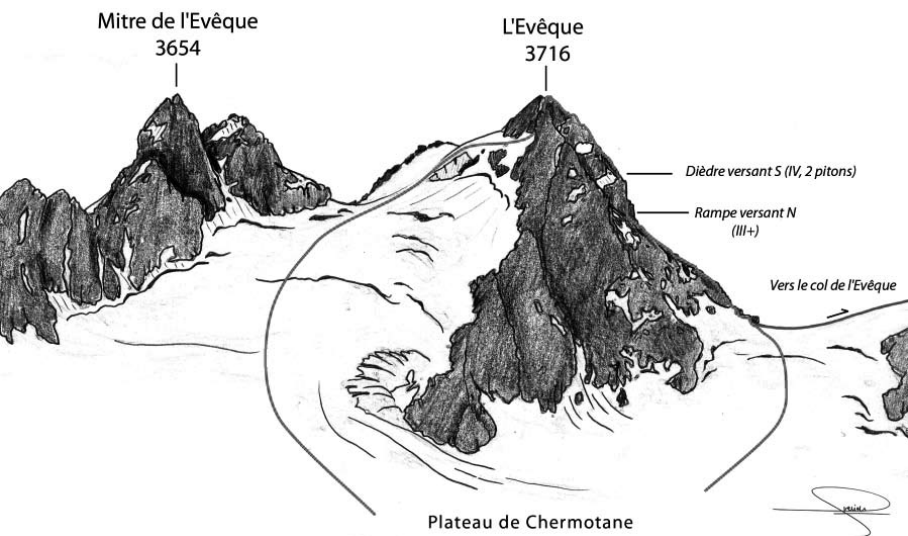 Mitre de l'Evêque
3654
L'Evêque
3716
Dièdre versant S (IV, 2 pitons)
Rampe versant N
(III+)
Vers le col de l'Evêque
Plateau de Chermotane